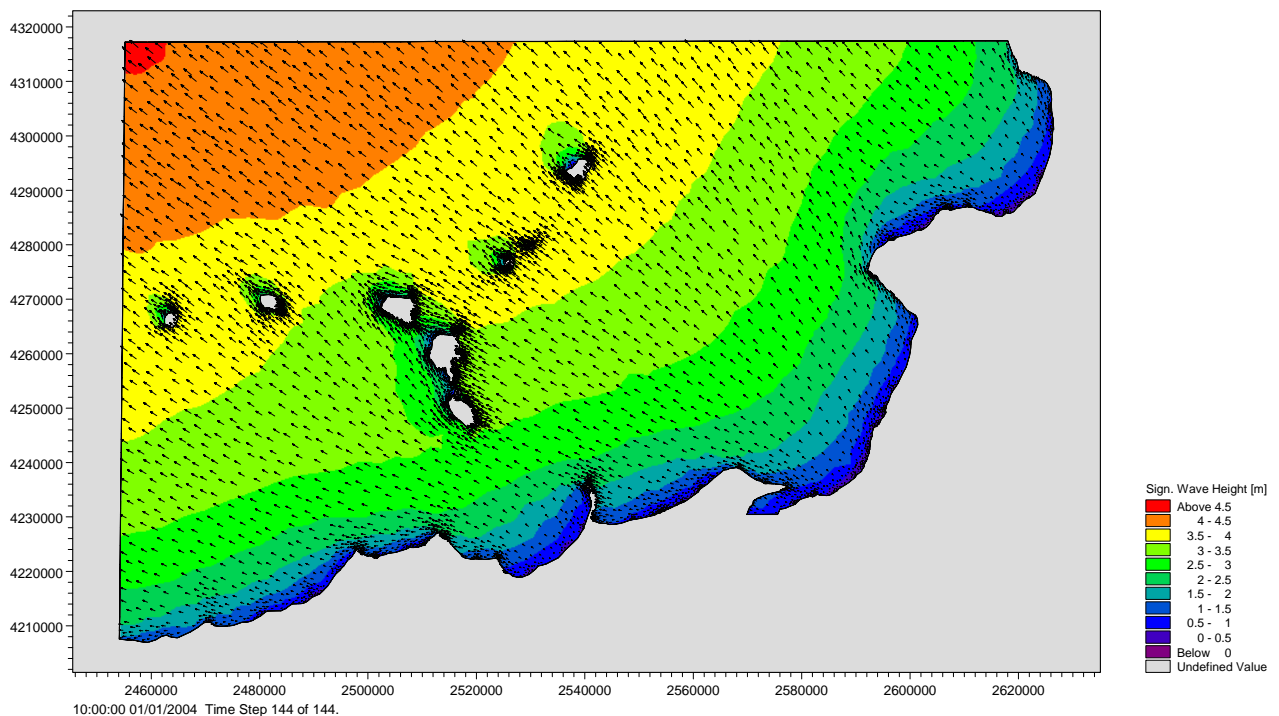 4320000
4310000
4300000
4290000
4280000
4270000
4260000
4250000
4240000
4230000
4220000
4210000
2460000 2480000 2500000 2520000 2540000 2560000 2580000 2600000 2620000
10:00:00 01/01/2004 Time Step 144 of 144.
Sign. Wave Height [m]
Above 4.5
4 - 4.5
3.5 - 4
3 - 3.5
2.5 - 3
2 - 2.5
1.5 - 2
1 - 1.5
0.5 - 1
0 - 0.5
Below 0
Undefined Value